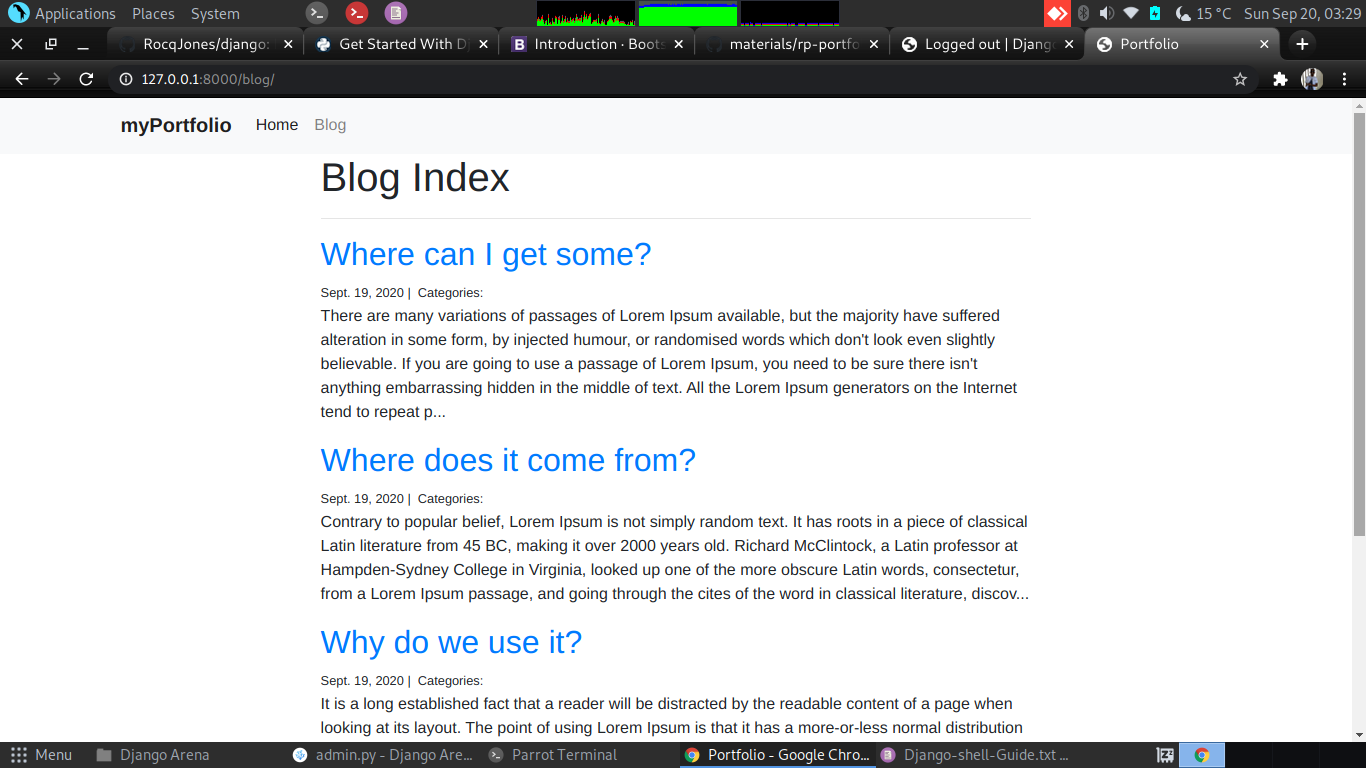 Applications Places System 15 °C Sun Sep 20, 03:29
RocqJones/django: Get Started With Dj Introduction · Boots materials/rp-portfo Logged out | Django Portfolio
127.0.0.1:8000/blog/
myPortfolio Home Blog
Blog Index
Where can I get some?
Sept. 19, 2020 | Categories:
There are many variations of passages of Lorem Ipsum available, but the majority have suffered
alteration in some form, by injected humour, or randomised words which don't look even slightly
believable. If you are going to use a passage of Lorem Ipsum, you need to be sure there isn't
anything embarrassing hidden in the middle of text. All the Lorem Ipsum generators on the Internet
tend to repeat p...
Where does it come from?
Sept. 19, 2020 | Categories:
Contrary to popular belief, Lorem Ipsum is not simply random text. It has roots in a piece of classical
Latin literature from 45 BC, making it over 2000 years old. Richard McClintock, a Latin professor at
Hampden-Sydney College in Virginia, looked up one of the more obscure Latin words, consectetur,
from a Lorem Ipsum passage, and going through the cites of the word in classical literature, discov...
Why do we use it?
Sept. 19, 2020 | Categories:
It is a long established fact that a reader will be distracted by the readable content of a page when
looking at its layout. The point of using Lorem Ipsum is that it has a more-or-less normal distribution
Menu Django Arena admin.py - Django Are... Parrot Terminal Portfolio - Google Chro... Django-shell-Guide.txt ...